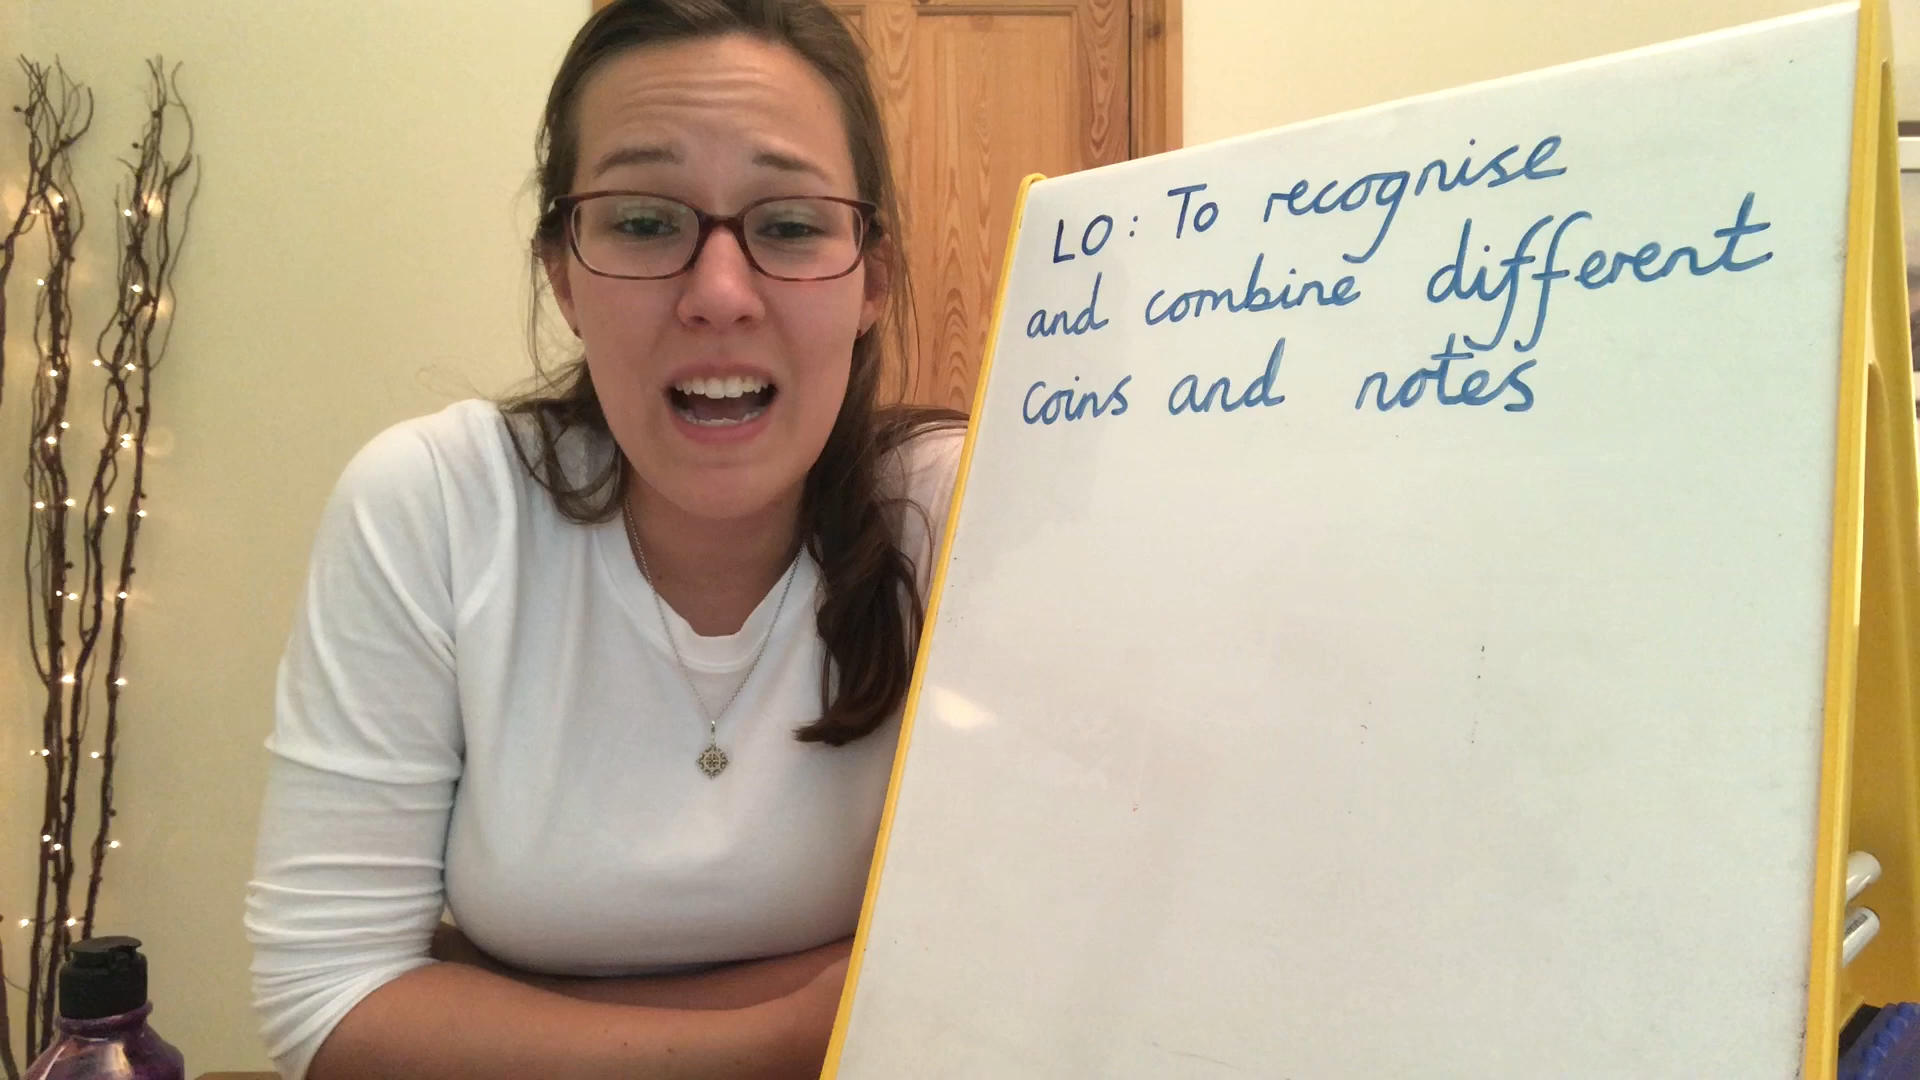 LO: To recognise
and combine different
coins and notes